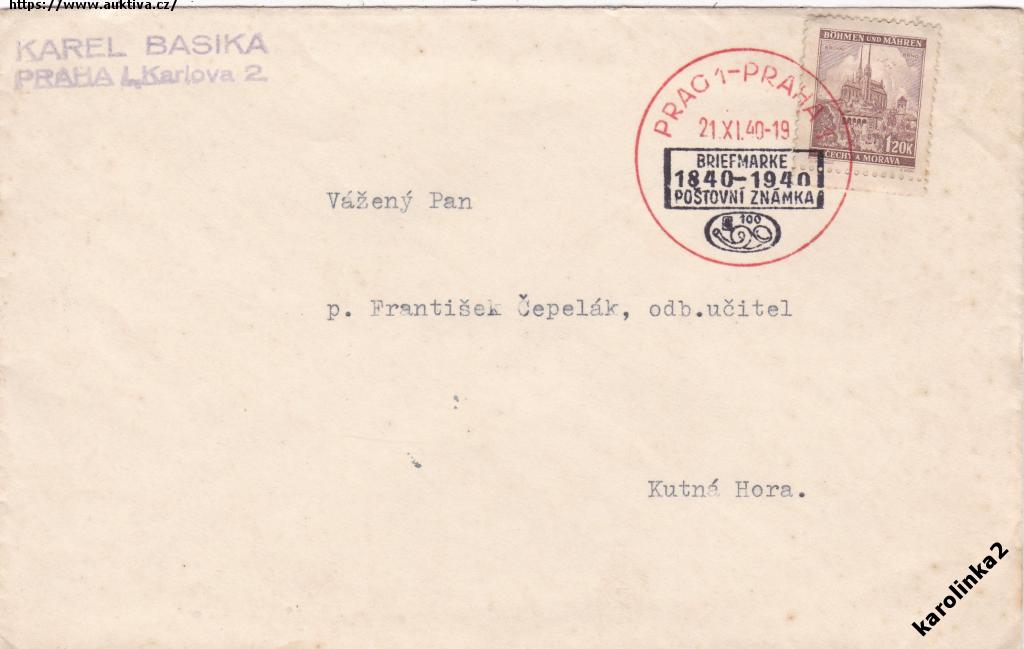 https://www.auktiva.cz/
KAREL BASIKA
PRAHA I, Karlova 2
PRAG 1-PRAHA 1
21.XI.40-19
BRIEFMARKE
1840-1940
POŠTOVNÍ ZNÁMKA
100
BÖHMEN UND MÄHREN
1.20K
ČECHY A MORAVA
Vážený Pan
p. František Čepelák, odb.učitel
Kutná Hora.
karolinka2